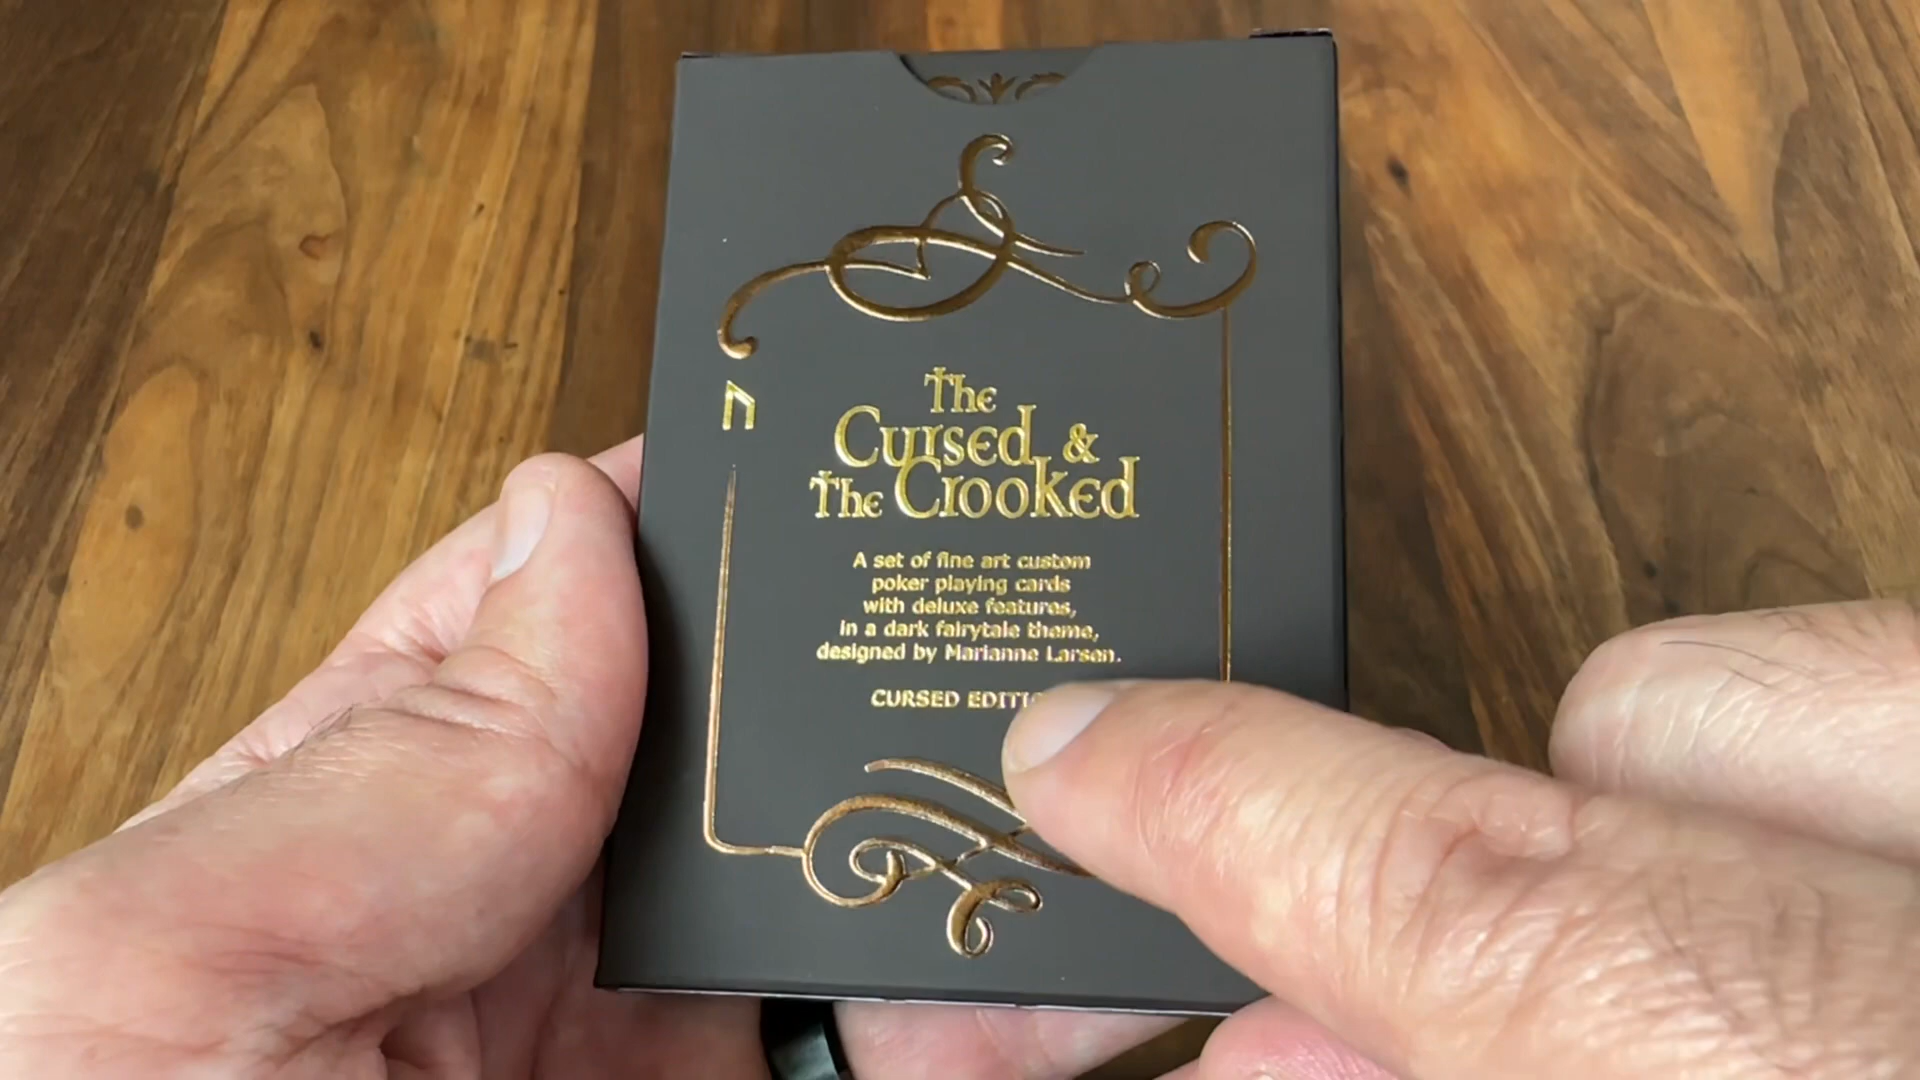 ᚢ
The
Cursed &
The Crooked
A set of fine art custom
poker playing cards
with deluxe features,
in a dark fairytale theme,
designed by Marianne Larsen.
CURSED EDITI